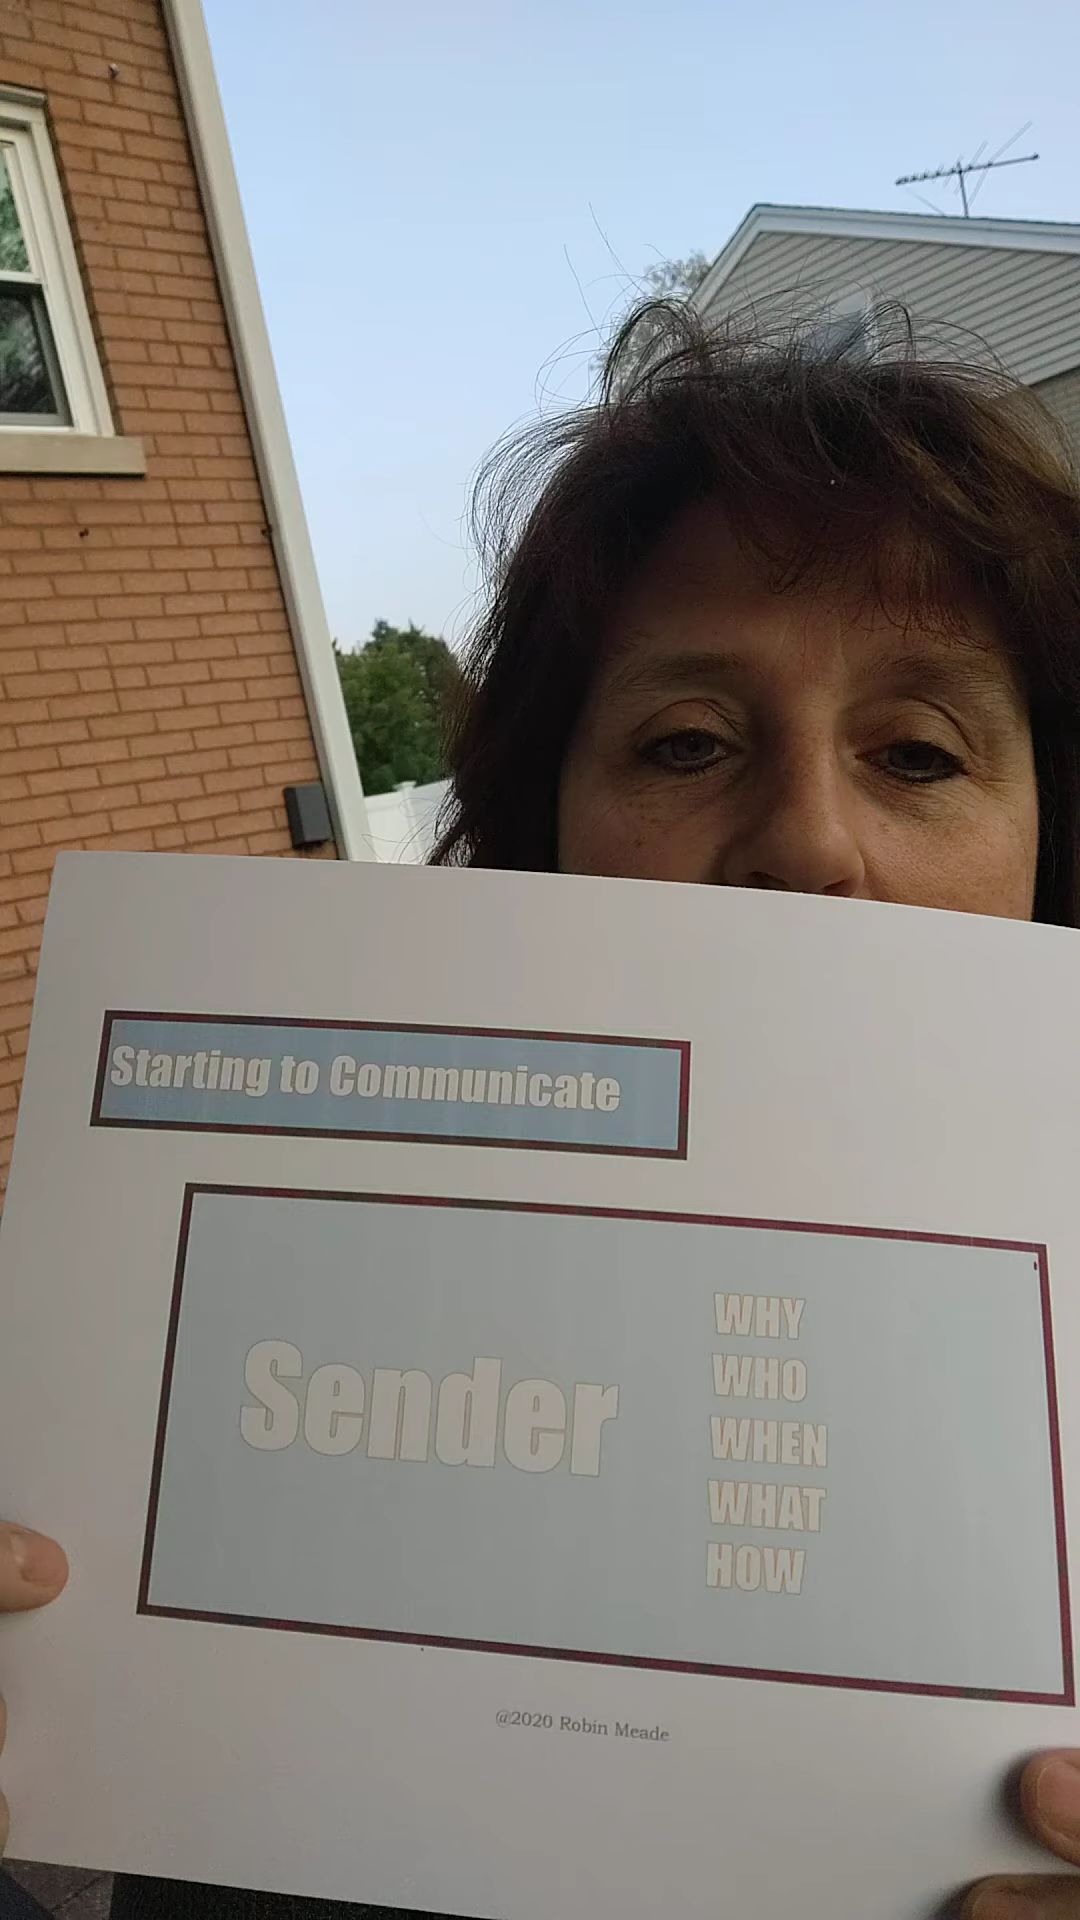 Starting to Communicate
Sender
WHY
WHO
WHEN
WHAT
HOW
@2020 Robin Meade